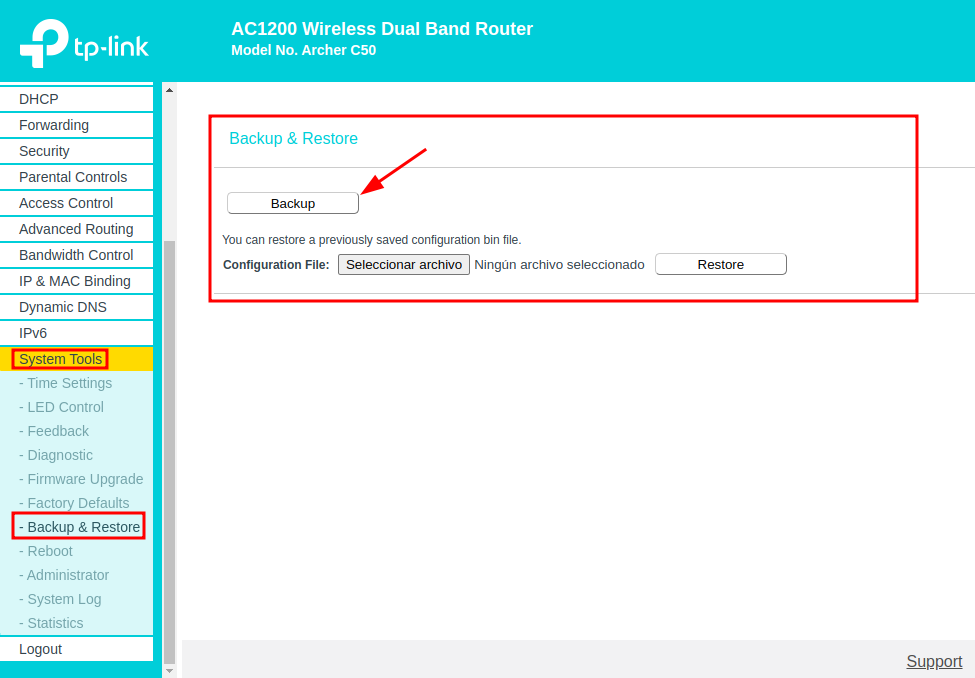 tp-link
AC1200 Wireless Dual Band Router
Model No. Archer C50
DHCP
Forwarding
Security
Parental Controls
Access Control
Advanced Routing
Bandwidth Control
IP & MAC Binding
Dynamic DNS
IPv6
System Tools
- Time Settings
- LED Control
- Feedback
- Diagnostic
- Firmware Upgrade
- Factory Defaults
- Backup & Restore
- Reboot
- Administrator
- System Log
- Statistics
Logout
Backup & Restore
Backup
You can restore a previously saved configuration bin file.
Configuration File: Seleccionar archivo Ningún archivo seleccionado Restore
Support